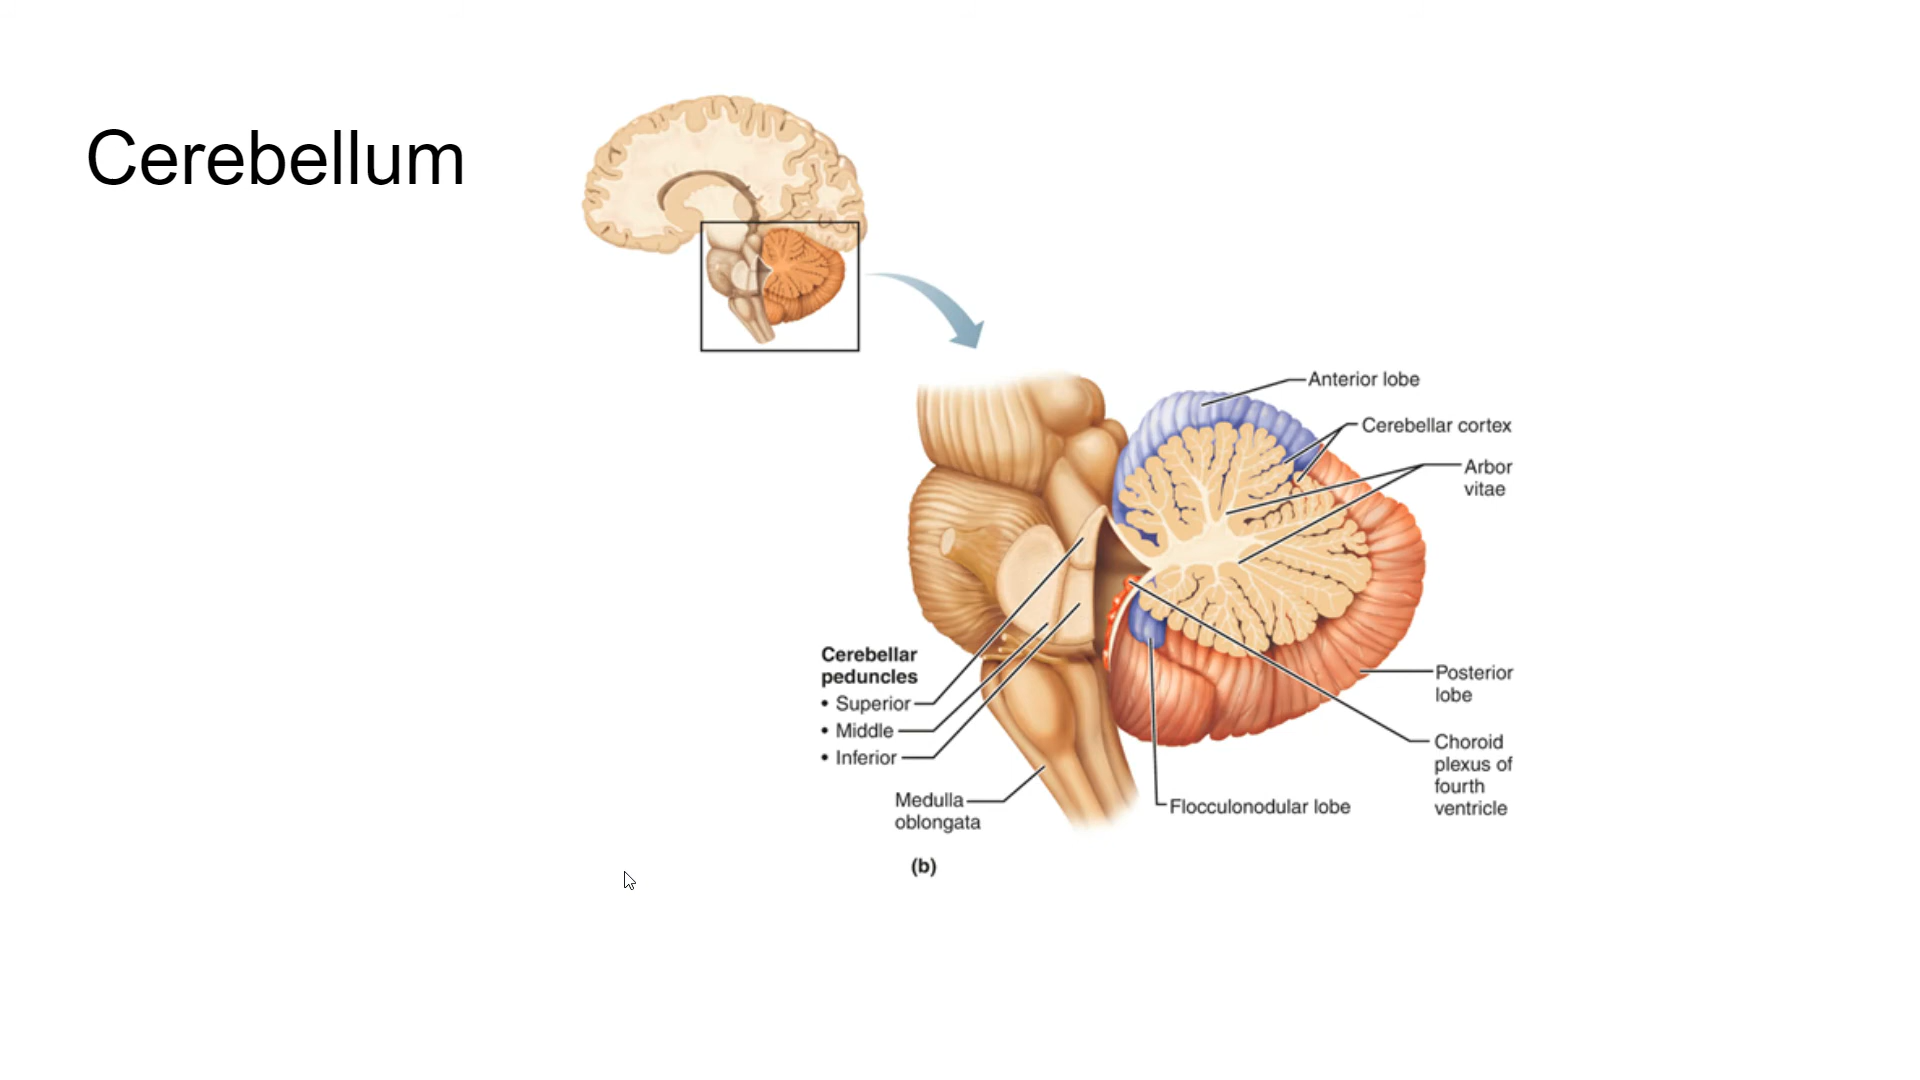 Cerebellum
Anterior lobe
Cerebellar cortex
Arbor
vitae
Cerebellar
peduncles
• Superior
• Middle
• Inferior
Medulla
oblongata
Posterior
lobe
Choroid
plexus of
fourth
ventricle
Flocculonodular lobe
(b)